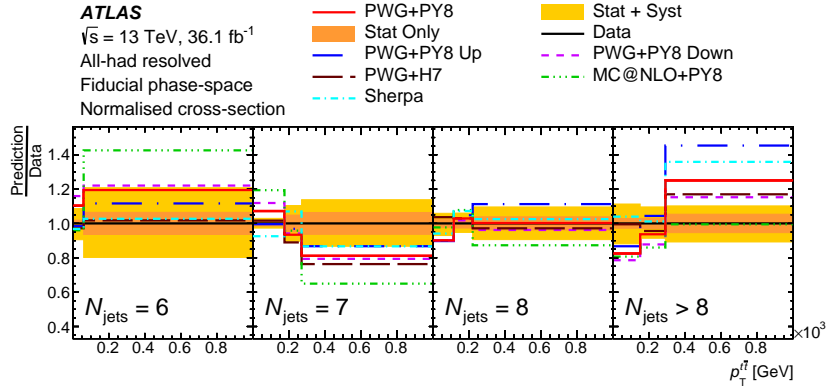 ATLAS
√s = 13 TeV, 36.1 fb⁻¹
All-had resolved
Fiducial phase-space
Normalised cross-section
PWG+PY8
Stat Only
PWG+PY8 Up
PWG+H7
Sherpa
Stat + Syst
Data
PWG+PY8 Down
MC@NLO+PY8
Prediction
Data
1.4
1.2
1.0
0.8
0.6
0.4
N_jets = 6
N_jets = 7
N_jets = 8
N_jets > 8
0.2 0.4 0.6 0.8 0.2 0.4 0.6 0.8 0.2 0.4 0.6 0.8 0.2 0.4 0.6 0.8
×10³
p_T^{tt̄} [GeV]